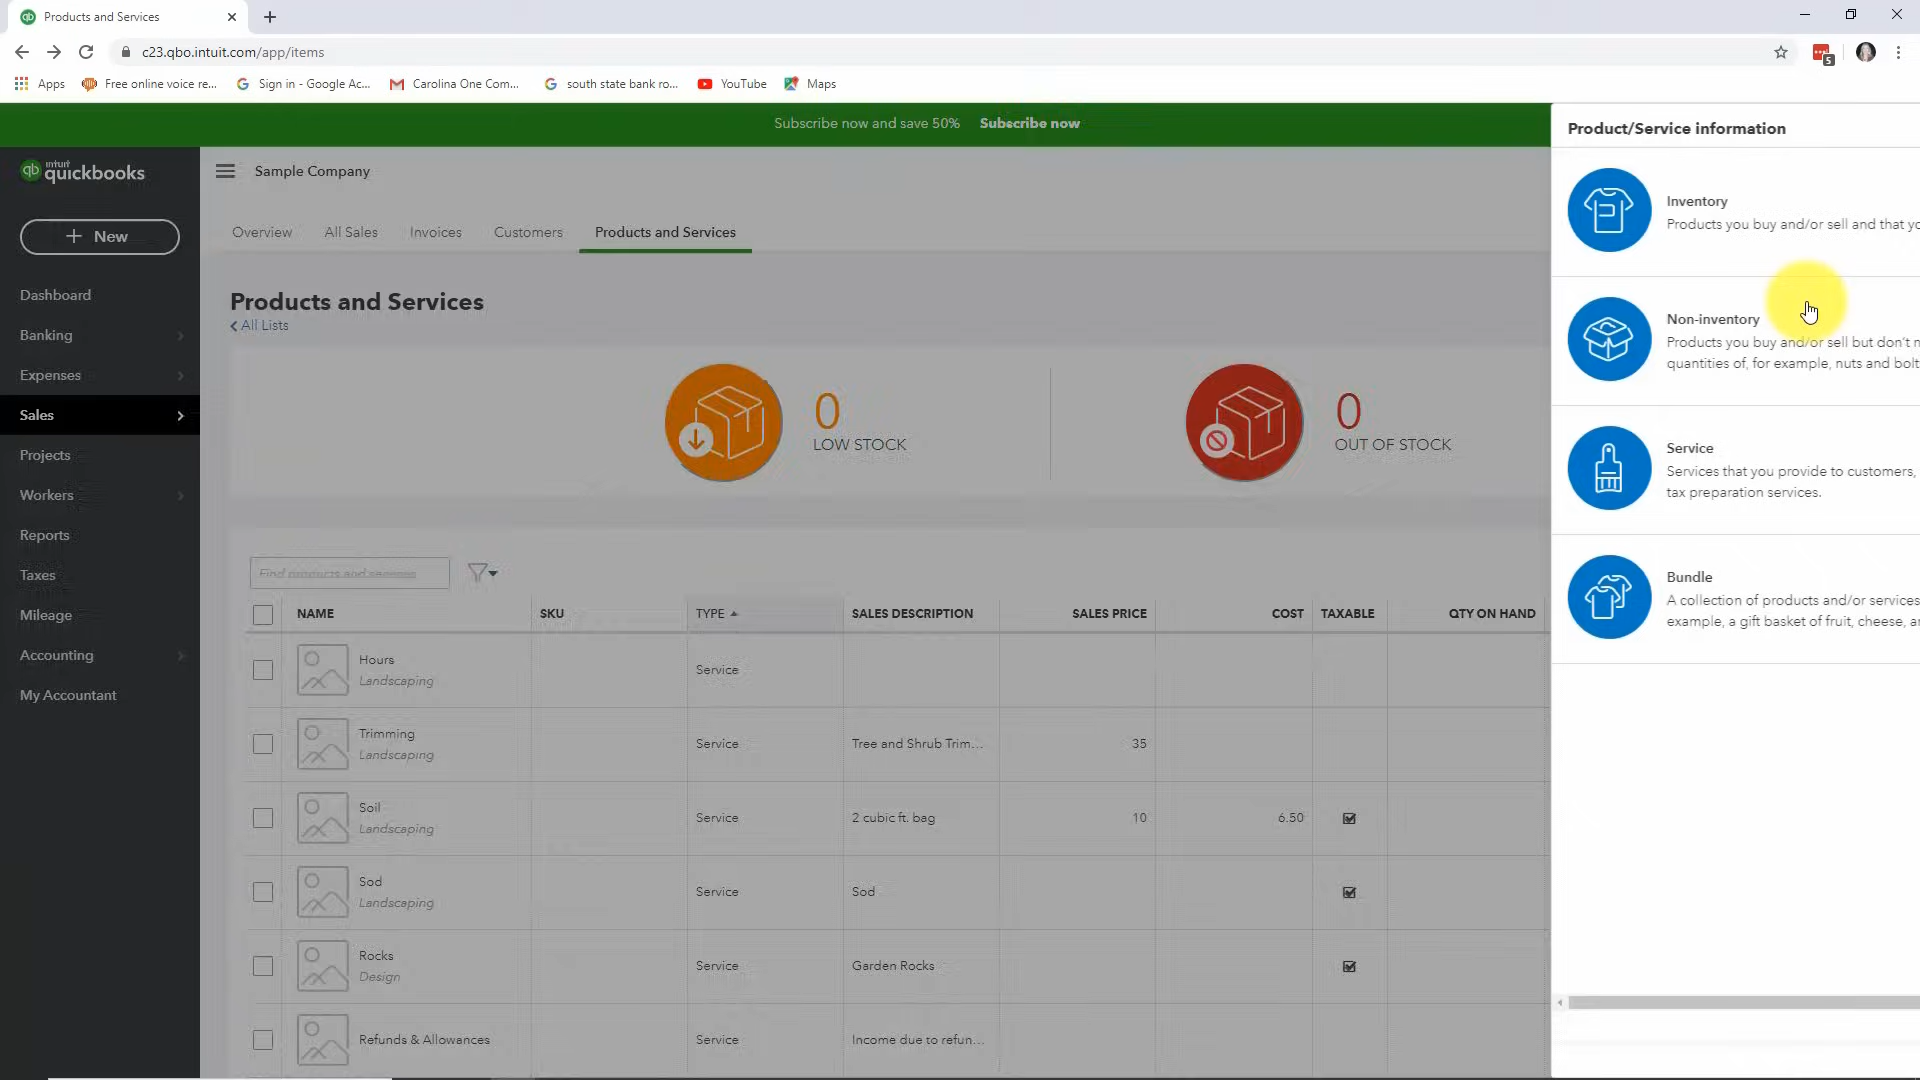 Products and Services
c23.qbo.intuit.com/app/items
5
Apps
Free online voice re...
Sign in - Google Ac...
Carolina One Com...
south state bank ro...
YouTube
Maps
Subscribe now and save 50% Subscribe now
Product/Service information
qb
intuit
quickbooks
Sample Company
Inventory
Products you buy and/or sell and that yo
New
Overview
All Sales
Invoices
Customers
Products and Services
Dashboard
Banking
Expenses
Sales
Projects
Workers
Reports
Taxes
Mileage
Accounting
My Accountant
Products and Services
All Lists
Non-inventory
Products you buy and/or sell but don't n
quantities of, for example, nuts and bolt
0
LOW STOCK
0
OUT OF STOCK
Service
Services that you provide to customers,
tax preparation services.
Bundle
A collection of products and/or services
example, a gift basket of fruit, cheese, a
Find products and services
NAME SKU TYPE SALES DESCRIPTION SALES PRICE COST TAXABLE QTY ON HAND
Hours
Landscaping
Service
Trimming
Landscaping
Service Tree and Shrub Trim... 35
Soil
Landscaping
Service 2 cubic ft. bag 10 6.50
Sod
Landscaping
Service Sod
Rocks
Design
Service Garden Rocks
Refunds & Allowances Service Income due to refun...